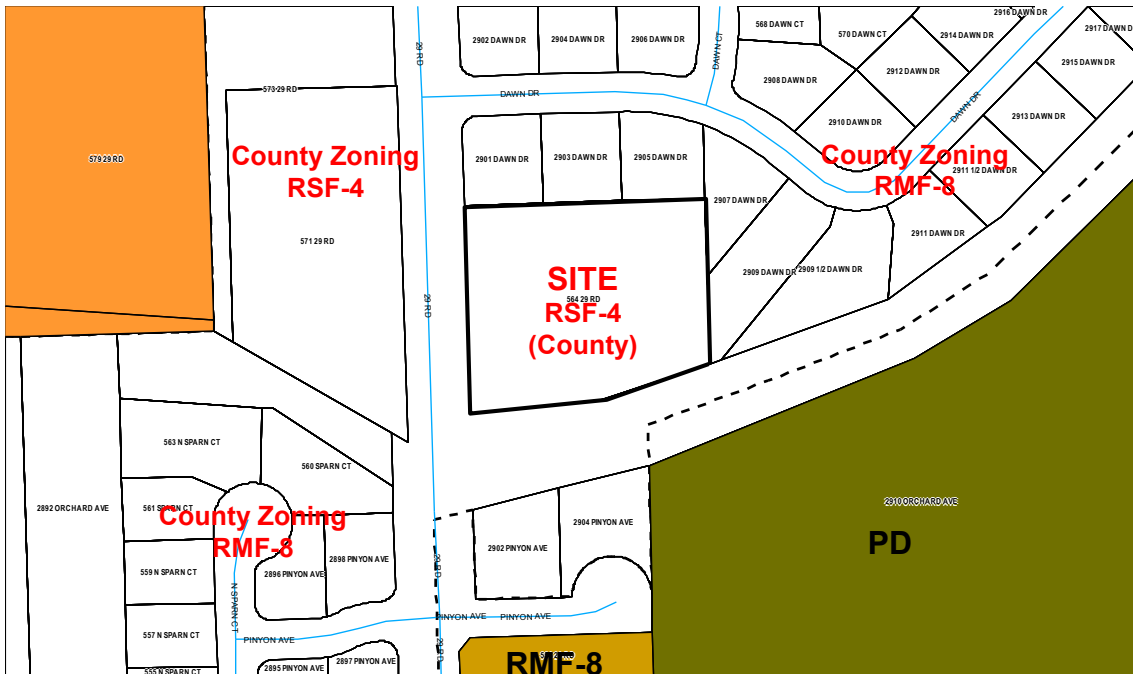 2916 DAWN DR
568 DAWN CT
570 DAWN CT
2914 DAWN DR
2917 DAWN D
2902 DAWN DR
2904 DAWN DR
2906 DAWN DR
29 RD
DAWN CT
2915 DAWN DR
2912 DAWN DR
2908 DAWN DR
573 29 RD
DAWN DR
DAWN DR
2913 DAWN DR
2910 DAWN DR
579 29 RD
County Zoning
RSF-4
2901 DAWN DR
2903 DAWN DR
2905 DAWN DR
County Zoning
RMF-8
2911 1/2 DAWN DR
2907 DAWN DR
571 29 RD
2911 DAWN DR
SITE
564 29 RD
RSF-4
(County)
2909 DAWN DR
2909 1/2 DAWN DR
29 RD
563 N SPARN CT
560 SPARN CT
2892 ORCHARD AVE
561 SPARN CT
County Zoning
RMF-8
2910 ORCHARD AVE
PD
2904 PINYON AVE
2902 PINYON AVE
2898 PINYON AVE
2896 PINYON AVE
559 N SPARN CT
29 RD
N SPARN CT
PINYON AVE
PINYON AVE
557 N SPARN CT
PINYON AVE
29 RD
RMF-8
555 N SPARN CT
2895 PINYON AVE
2897 PINYON AVE